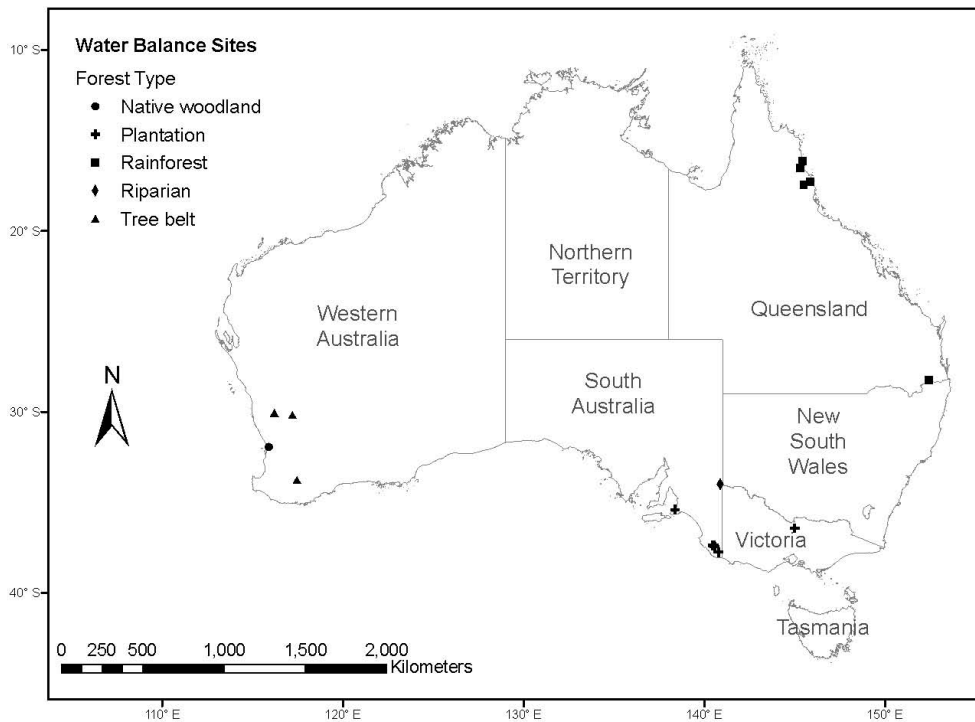 Water Balance Sites
Forest Type
Native woodland
Plantation
Rainforest
Riparian
Tree belt
10° S
20° S
30° S
40° S
Northern
Territory
Western
Australia
Queensland
South
Australia
New
South
Wales
Victoria
Tasmania
N
0 250 500 1,000 1,500 2,000
Kilometers
110° E 120° E 130° E 140° E 150° E